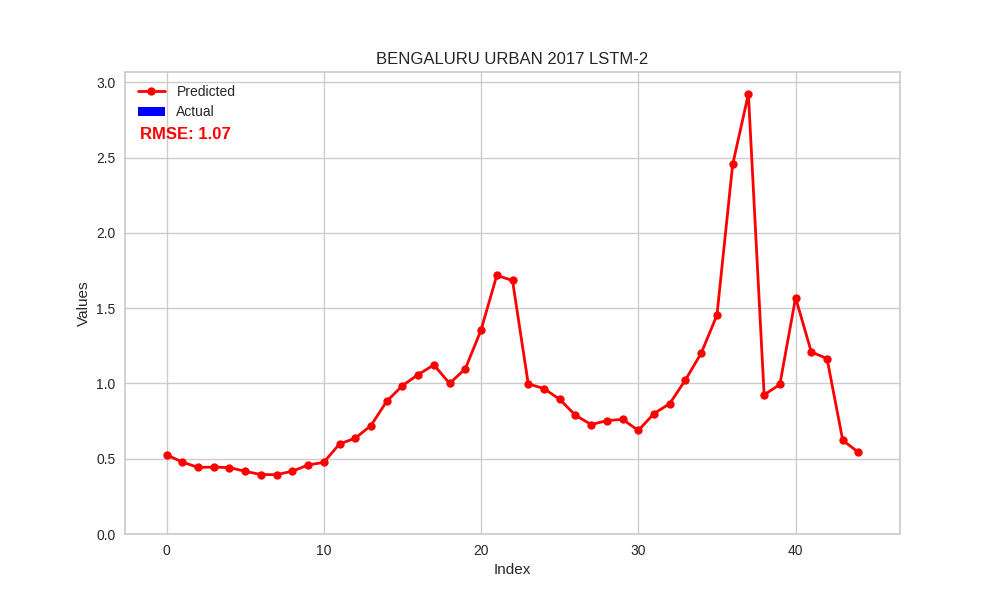 BENGALURU URBAN 2017 LSTM-2
Predicted
Actual
RMSE: 1.07
3.0
2.5
2.0
1.5
1.0
0.5
0.0
Values
0 10 20 30 40
Index